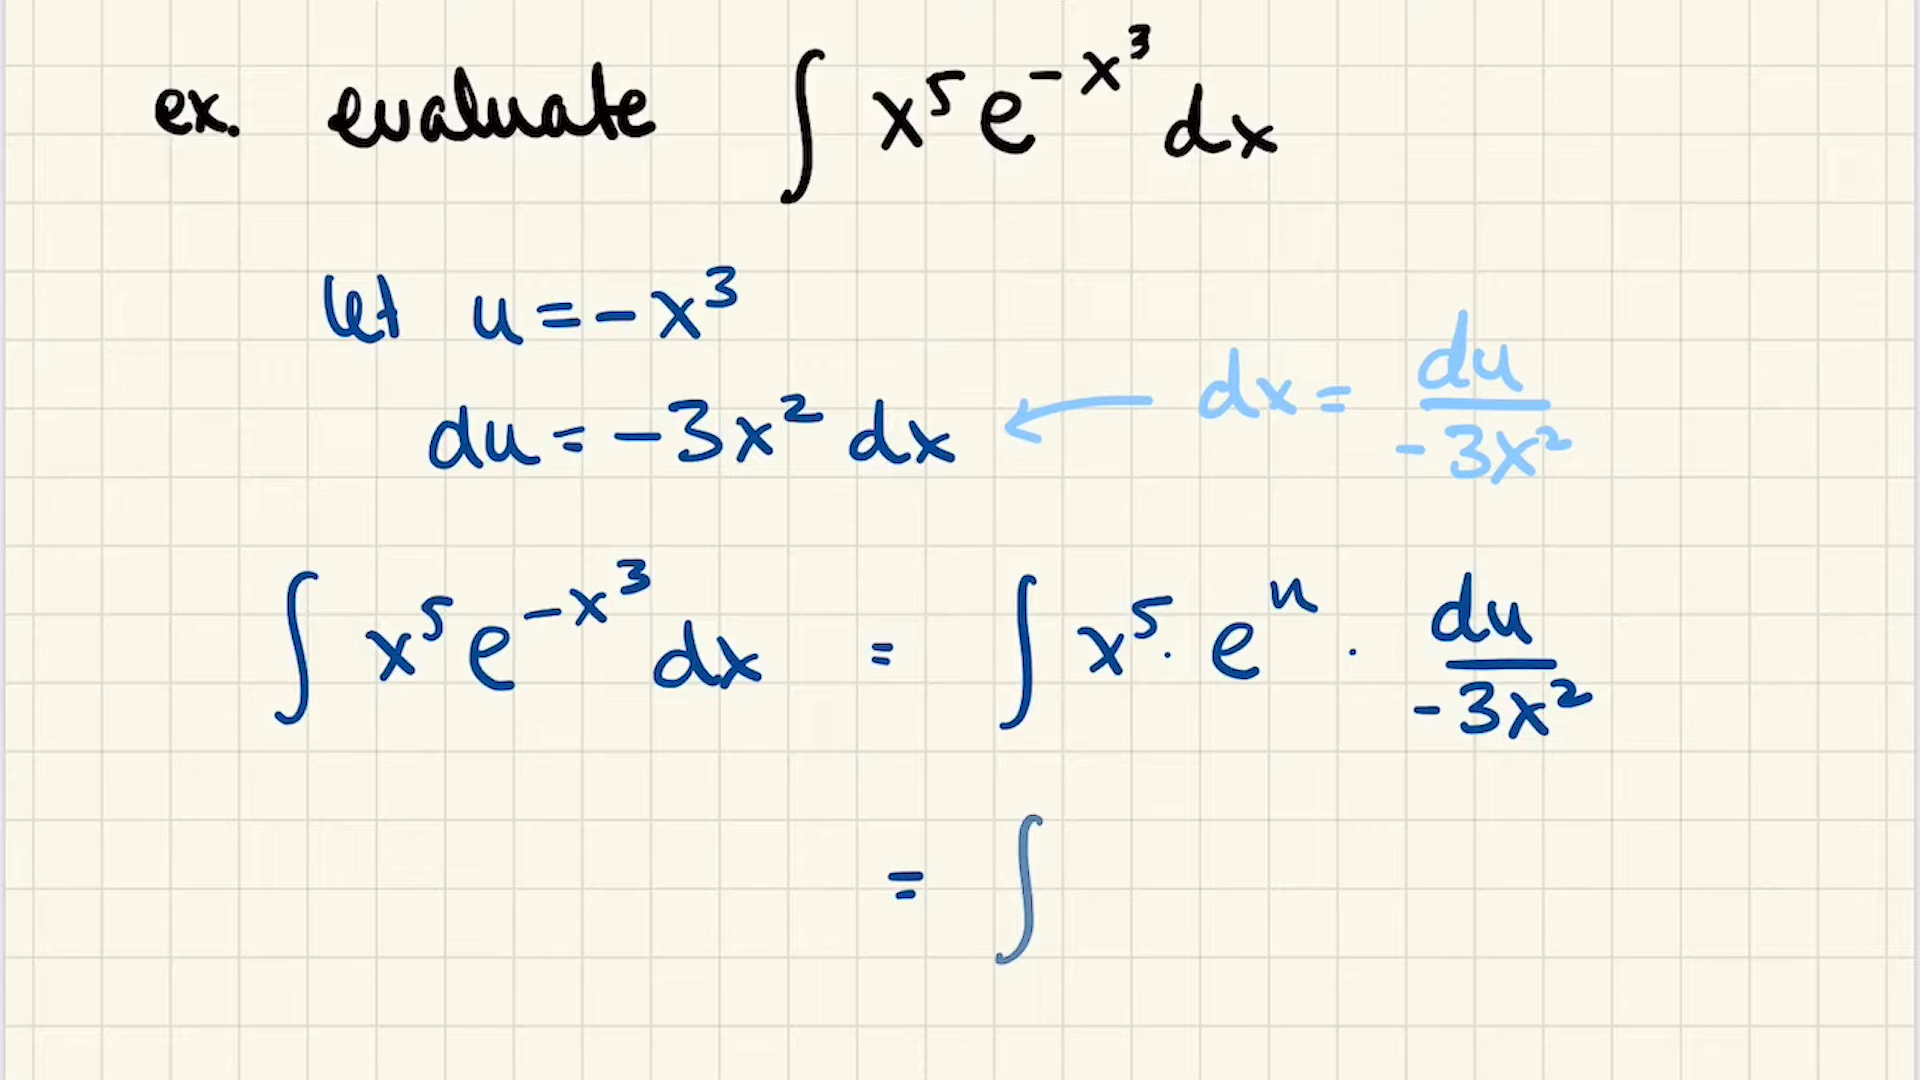 ex. evaluate ∫ x⁵e^(-x³) dx
let u = -x³
du = -3x² dx ← dx = du/(-3x²)
∫ x⁵e^(-x³) dx = ∫ x⁵ · e^u · du/(-3x²)
= ∫